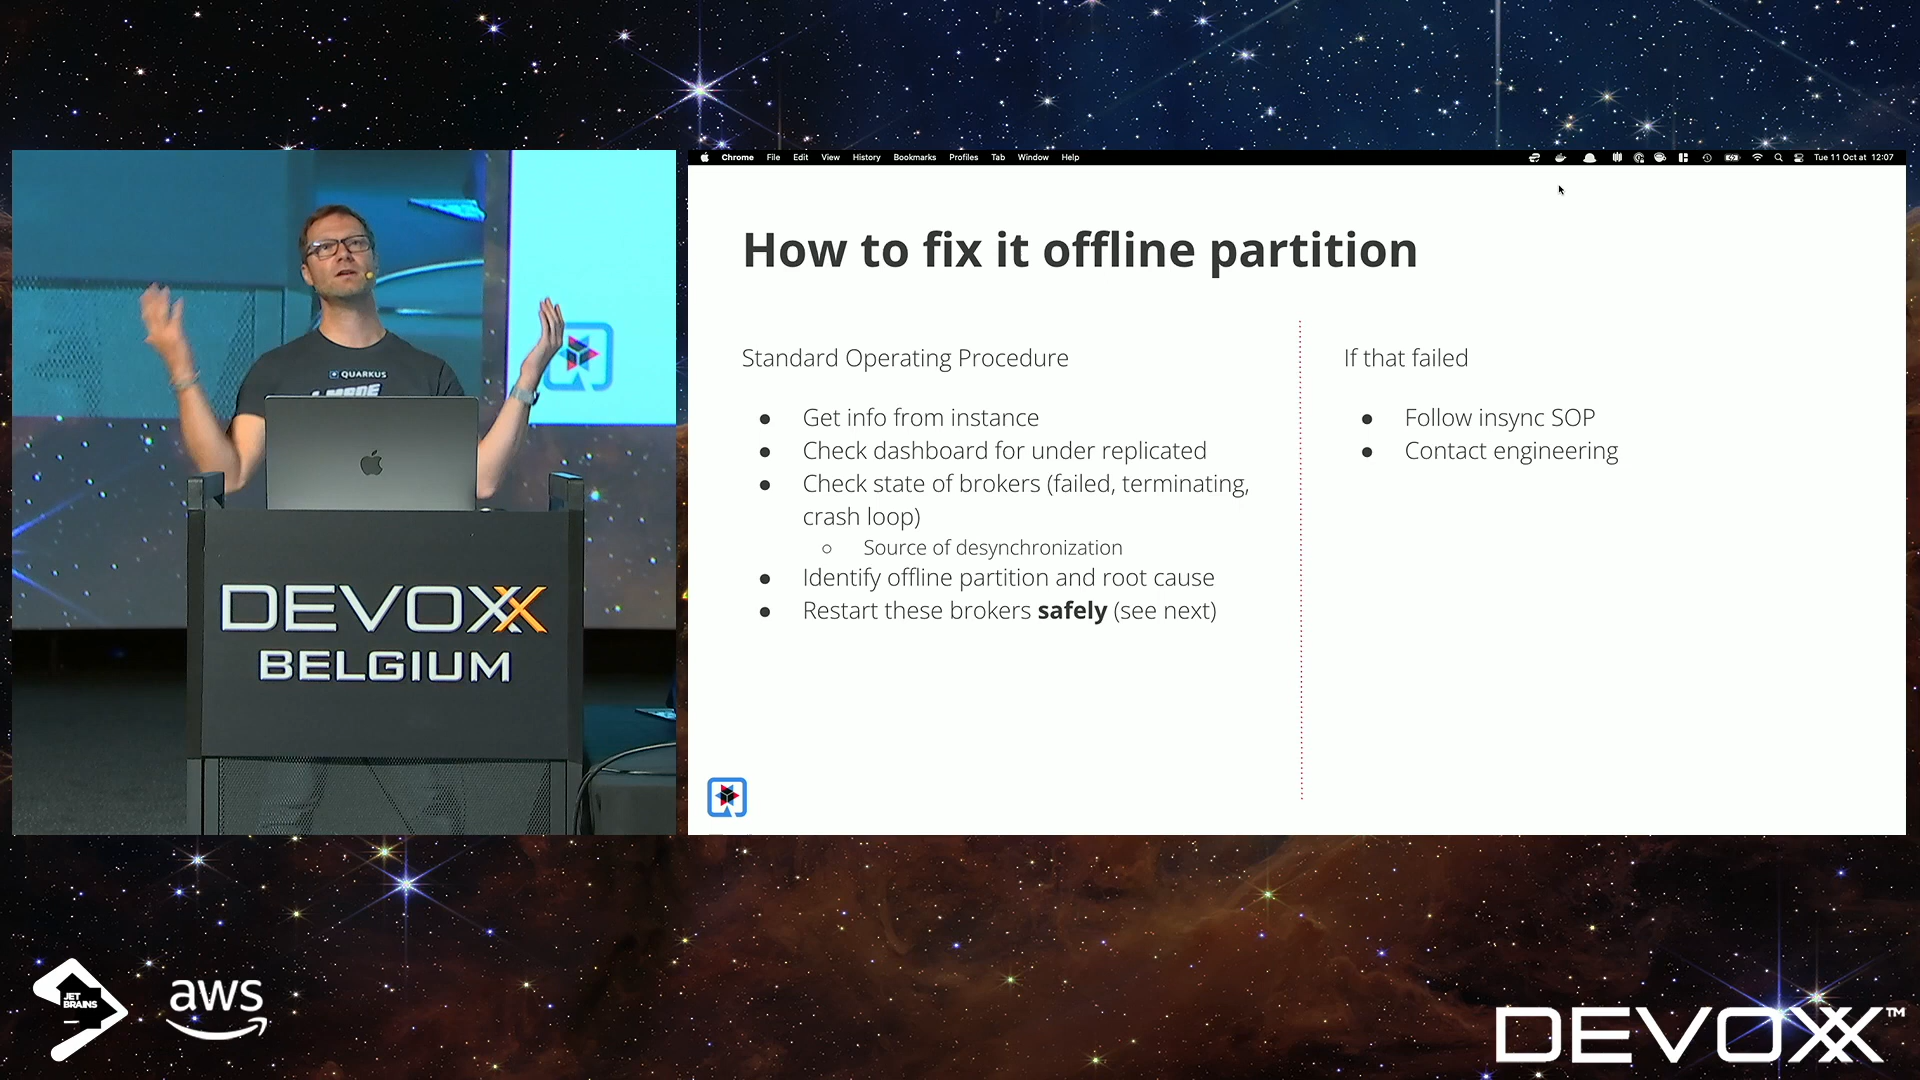 Chrome File Edit View History Bookmarks Profiles Tab Window Help
Tue 11 Oct at 12:07
How to fix it offline partition
Standard Operating Procedure
● Get info from instance
● Check dashboard for under replicated
● Check state of brokers (failed, terminating,
crash loop)
○ Source of desynchronization
● Identify offline partition and root cause
● Restart these brokers safely (see next)
If that failed
● Follow insync SOP
● Contact engineering
QUARKUS
DEVOXX
BELGIUM
JET
BRAINS
aws
DEVOXX™